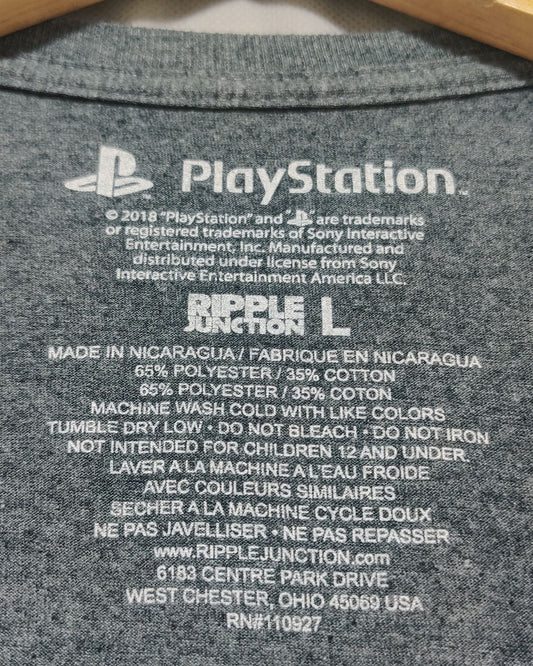 PlayStation™
© 2018 "PlayStation" and " " are trademarks
or registered trademarks of Sony Interactive
Entertainment, Inc. Manufactured and
distributed under license from Sony
Interactive Entertainment America LLC.
RIPPLE JUNCTION L
MADE IN NICARAGUA / FABRIQUE EN NICARAGUA
65% POLYESTER / 35% COTTON
65% POLYESTER / 35% COTON
MACHINE WASH COLD WITH LIKE COLORS
TUMBLE DRY LOW • DO NOT BLEACH • DO NOT IRON
NOT INTENDED FOR CHILDREN 12 AND UNDER.
LAVER A LA MACHINE A L'EAU FROIDE
AVEC COULEURS SIMILAIRES
SECHER A LA MACHINE CYCLE DOUX
NE PAS JAVELLISER • NE PAS REPASSER
www.RIPPLEJUNCTION.com
6183 CENTRE PARK DRIVE
WEST CHESTER, OHIO 45069 USA
RN#110927